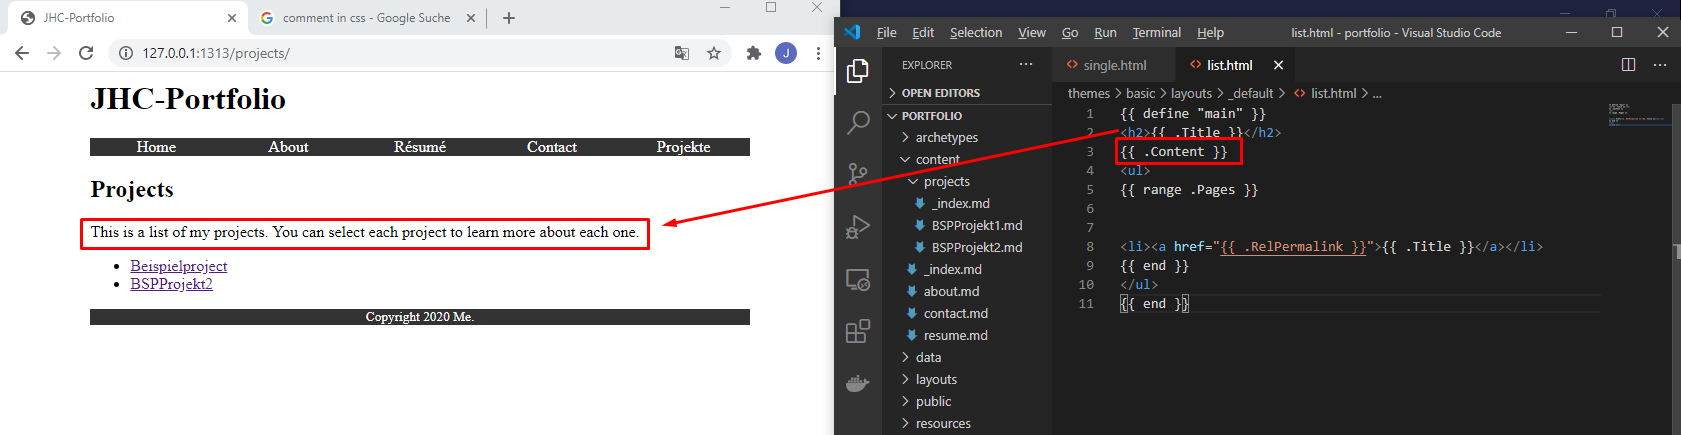 JHC-Portfolio
comment in css - Google Suche
127.0.0.1:1313/projects/
J
JHC-Portfolio
Home About Résumé Contact Projekte
Projects
This is a list of my projects. You can select each project to learn more about each one.
Beispielproject
BSPProjekt2
Copyright 2020 Me.
File Edit Selection View Go Run Terminal Help
list.html - portfolio - Visual Studio Code
EXPLORER
OPEN EDITORS
PORTFOLIO
archetypes
content
projects
_index.md
BSPProjekt1.md
BSPProjekt2.md
_index.md
about.md
contact.md
resume.md
data
layouts
public
resources
single.html
list.html
themes > basic > layouts > _default > list.html > ...
1 {{ define "main" }}
2 <h2>{{ .Title }}</h2>
3 {{ .Content }}
4 <ul>
5 {{ range .Pages }}
6
7
8 <li><a href="{{ .RelPermalink }}">{{ .Title }}</a></li>
9 {{ end }}
10 </ul>
11 {{ end }}